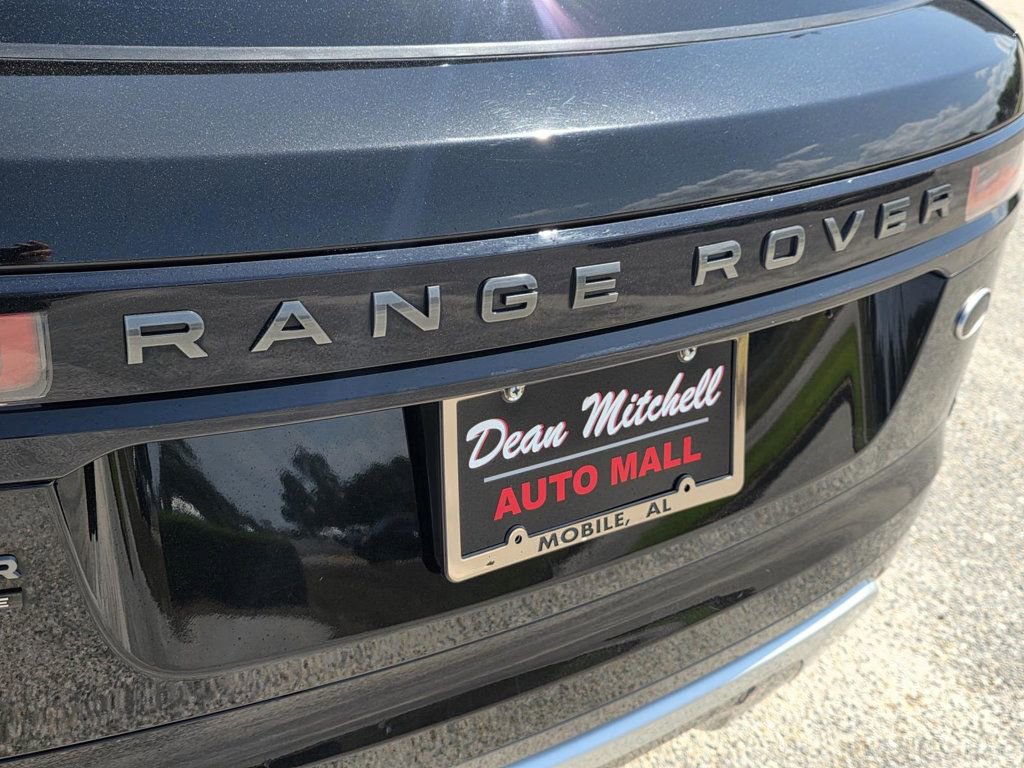 RANGE ROVER
Dean Mitchell
AUTO MALL
MOBILE, AL
R
E